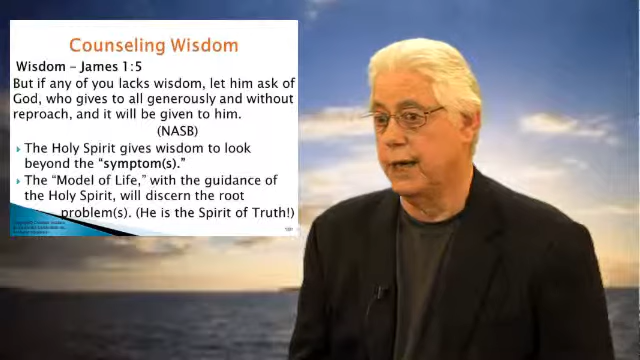 Counseling Wisdom
Wisdom – James 1:5
But if any of you lacks wisdom, let him ask of
God, who gives to all generously and without
reproach, and it will be given to him.
(NASB)
The Holy Spirit gives wisdom to look
beyond the “symptom(s).”
The “Model of Life,” with the guidance of
the Holy Spirit, will discern the root
problem(s). (He is the Spirit of Truth!)